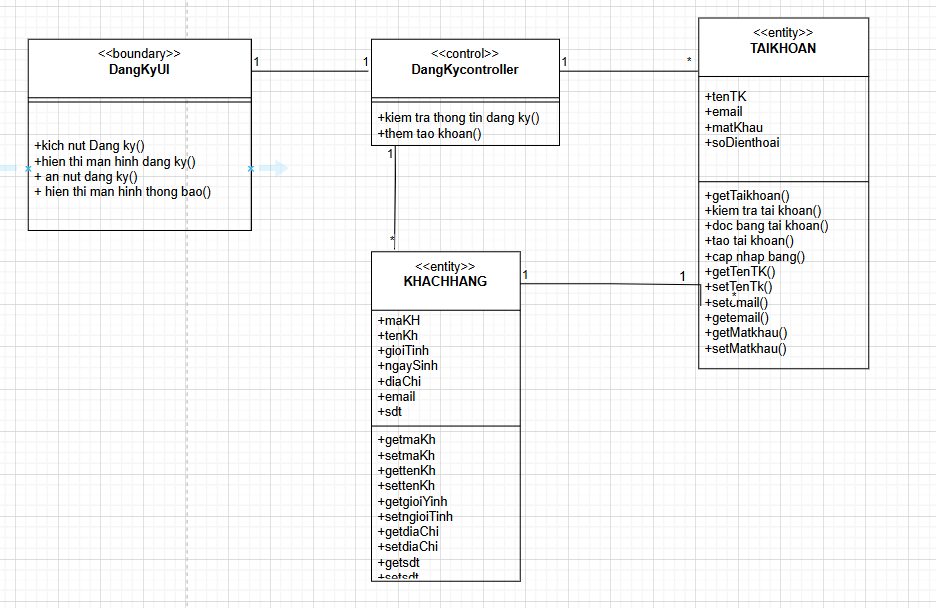 <<boundary>>
DangKyUI
+kich nut Dang ky()
+hien thi man hinh dang ky()
+ an nut dang ky()
+ hien thi man hinh thong bao()
1
1
<<control>>
DangKycontroller
+kiem tra thong tin dang ky()
+them tao khoan()
1
*
1
*
<<entity>>
TAIKHOAN
+tenTK
+email
+matKhau
+soDienthoai
+getTaikhoan()
+kiem tra tai khoan()
+doc bang tai khoan()
+tao tai khoan()
+cap nhap bang()
+getTenTK()
+setTenTk()
*
+setemail()
+getemail()
+getMatkhau()
+setMatkhau()
<<entity>>
KHACHHANG
1
1
+maKH
+tenKh
+gioiTinh
+ngaySinh
+diaChi
+email
+sdt
+getmaKh
+setmaKh
+gettenKh
+settenKh
+getgioiYinh
+setngioiTinh
+getdiaChi
+setdiaChi
+getsdt
+setsdt